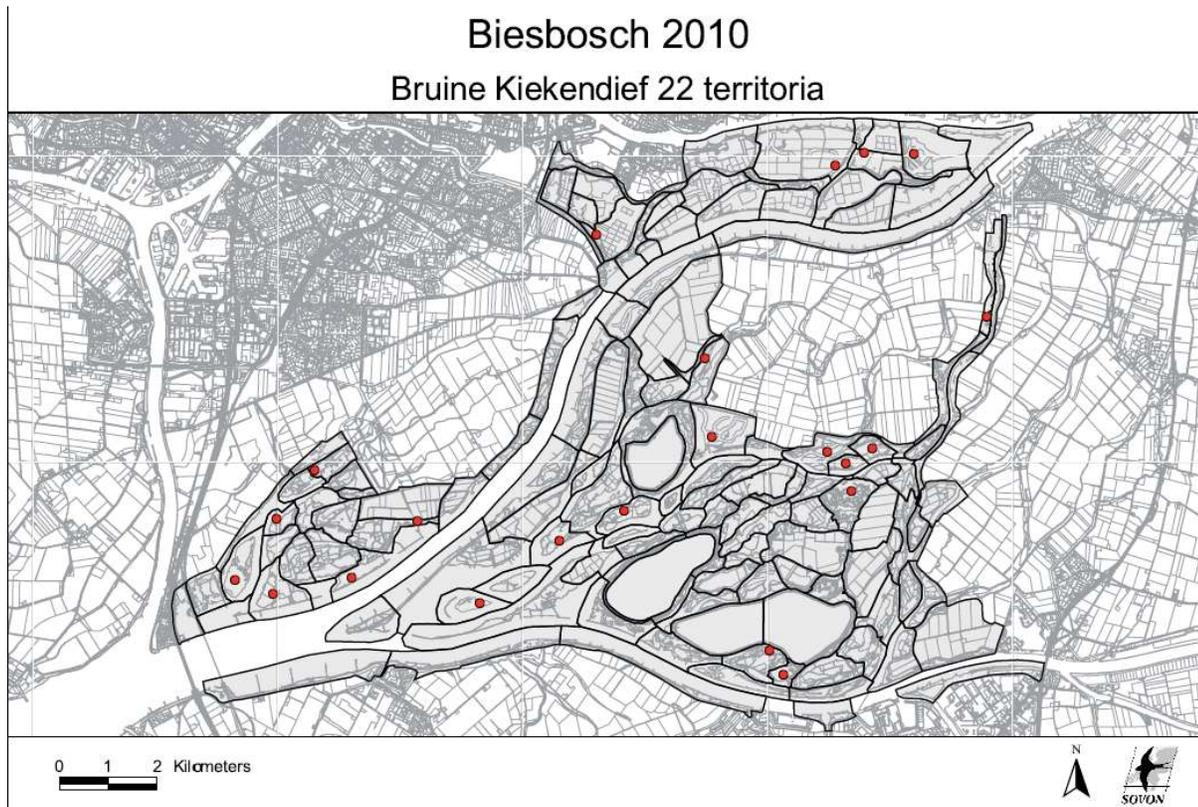 Biesbosch 2010
Bruine Kiekendief 22 territoria
0 1 2 Kilometers
N
SOVON